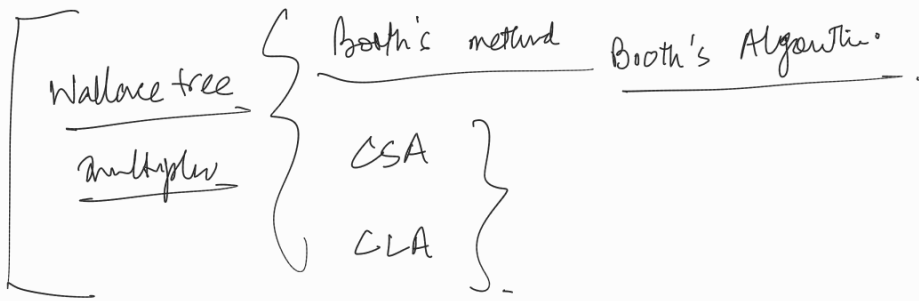 Booth's method Booth's Algorithm.
Wallace tree
multiplier
CSA
CLA